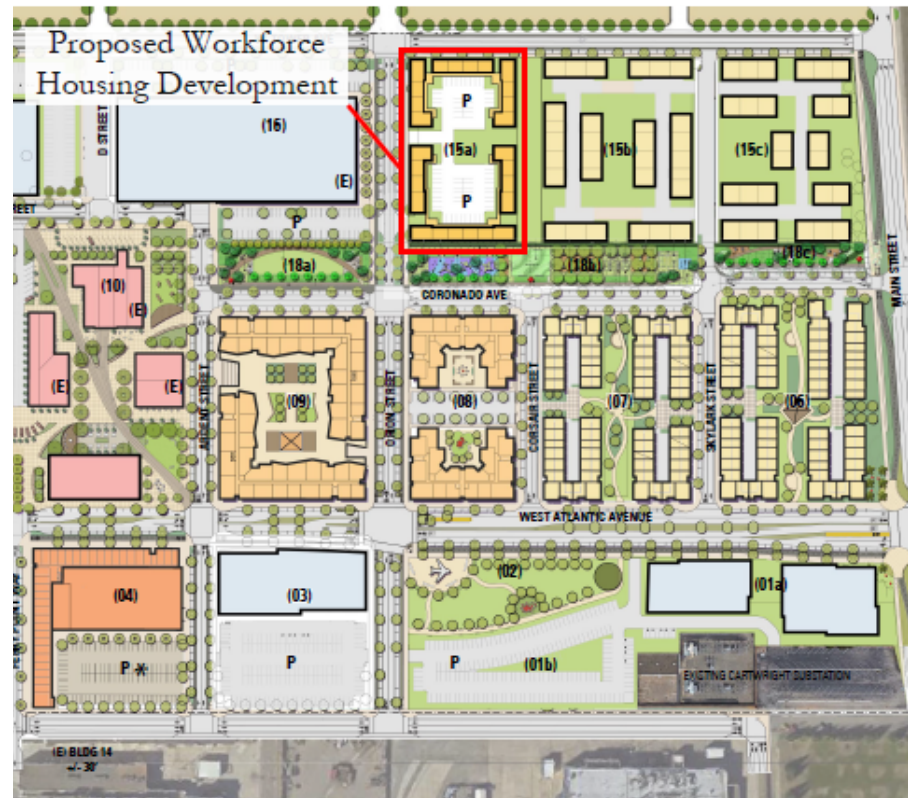 Proposed Workforce
Housing Development
D STREET
(16)
(E)
P
(15a)
P
P
(15b)
(15c)
STREET
(18a)
(18b)
(18c)
MAIN STREET
CORONADO AVE
(10)
(E)
(E)
(E)
ARDENT STREET
(09)
ORION STREET
(08)
CORSAIR STREET
(07)
SKYLARK STREET
(06)
WEST ATLANTIC AVENUE
(04)
(03)
(02)
(01a)
P *
P
P
(01b)
EXISTING CARTWRIGHT SUBSTATION
(E) BLDG 14
+/- 30'